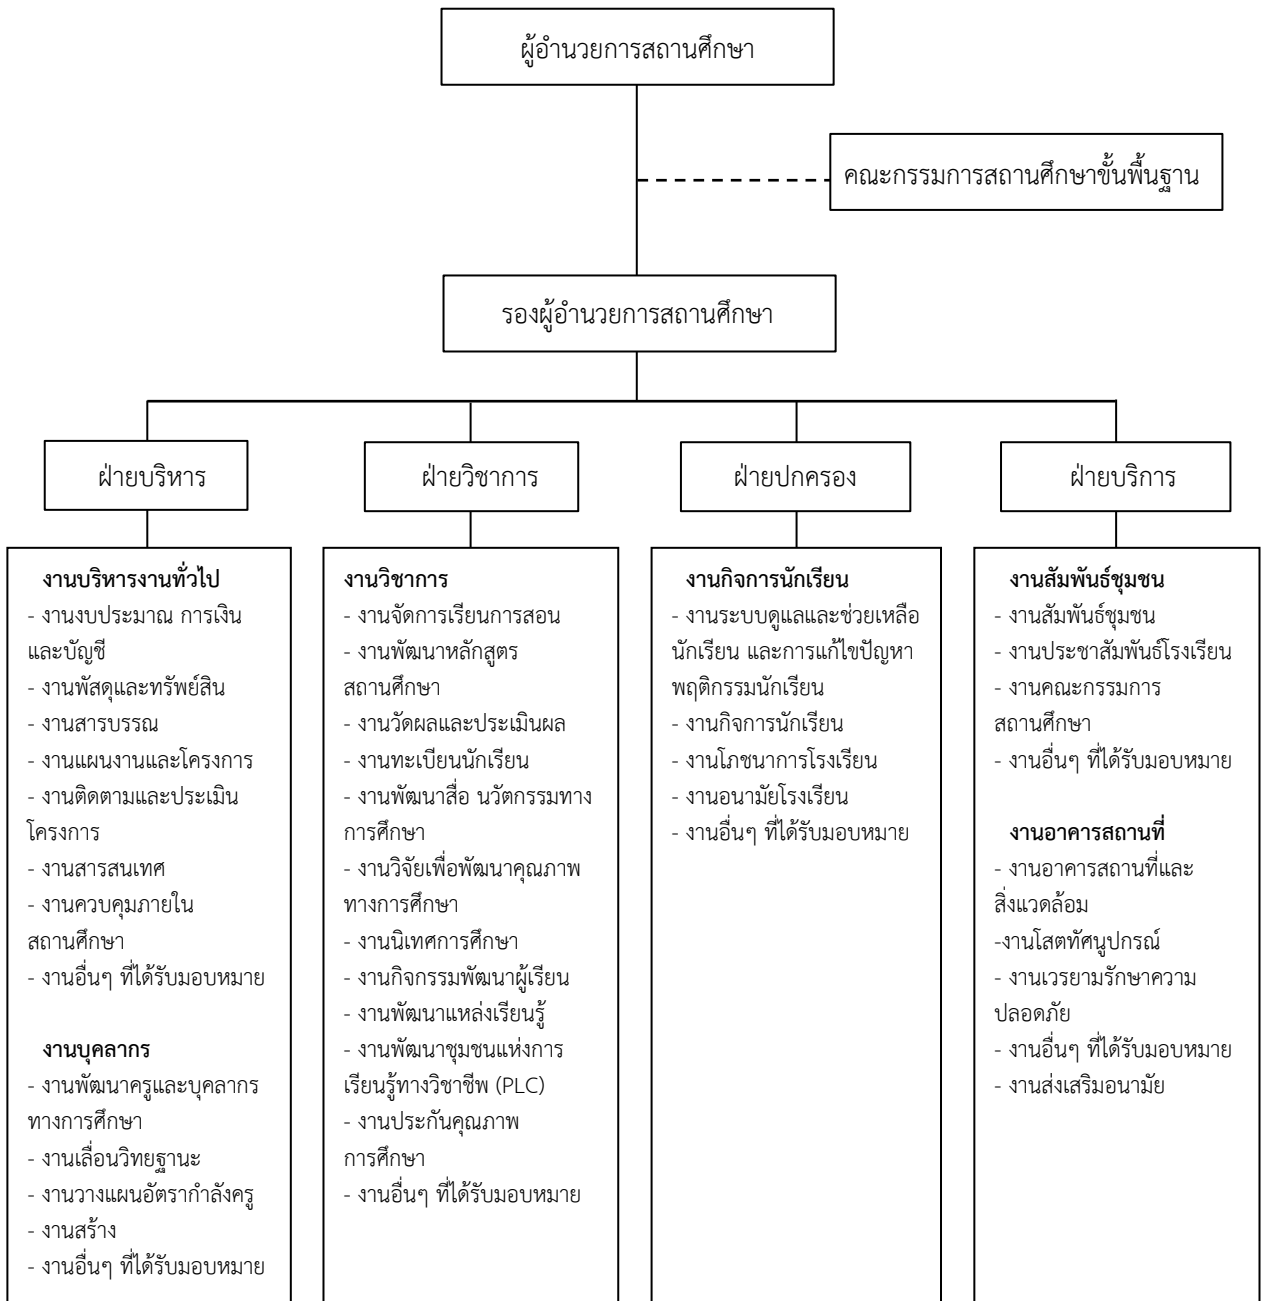 ผู้อำนวยการสถานศึกษา
คณะกรรมการสถานศึกษาขั้นพื้นฐาน
รองผู้อำนวยการสถานศึกษา
ฝ่ายบริหาร
ฝ่ายวิชาการ
ฝ่ายปกครอง
ฝ่ายบริการ
งานบริหารงานทั่วไป
- งานงบประมาณ การเงิน
และบัญชี
- งานพัสดุและทรัพย์สิน
- งานสารบรรณ
- งานแผนงานและโครงการ
- งานติดตามและประเมิน
โครงการ
- งานสารสนเทศ
- งานควบคุมภายใน
สถานศึกษา
- งานอื่นๆ ที่ได้รับมอบหมาย
งานบุคลากร
- งานพัฒนาครูและบุคลากร
ทางการศึกษา
- งานเลื่อนวิทยฐานะ
- งานวางแผนอัตรากำลังครู
- งานสร้าง
- งานอื่นๆ ที่ได้รับมอบหมาย
งานวิชาการ
- งานจัดการเรียนการสอน
- งานพัฒนาหลักสูตร
สถานศึกษา
- งานวัดผลและประเมินผล
- งานทะเบียนนักเรียน
- งานพัฒนาสื่อ นวัตกรรมทาง
การศึกษา
- งานวิจัยเพื่อพัฒนาคุณภาพ
ทางการศึกษา
- งานนิเทศการศึกษา
- งานกิจกรรมพัฒนาผู้เรียน
- งานพัฒนาแหล่งเรียนรู้
- งานพัฒนาชุมชนแห่งการ
เรียนรู้ทางวิชาชีพ (PLC)
- งานประกันคุณภาพ
การศึกษา
- งานอื่นๆ ที่ได้รับมอบหมาย
งานกิจการนักเรียน
- งานระบบดูแลและช่วยเหลือ
นักเรียน และการแก้ไขปัญหา
พฤติกรรมนักเรียน
- งานกิจการนักเรียน
- งานโภชนาการโรงเรียน
- งานอนามัยโรงเรียน
- งานอื่นๆ ที่ได้รับมอบหมาย
งานสัมพันธ์ชุมชน
- งานสัมพันธ์ชุมชน
- งานประชาสัมพันธ์โรงเรียน
- งานคณะกรรมการ
สถานศึกษา
- งานอื่นๆ ที่ได้รับมอบหมาย
งานอาคารสถานที่
- งานอาคารสถานที่และ
สิ่งแวดล้อม
-งานโสตทัศนูปกรณ์
- งานเวรยามรักษาความ
ปลอดภัย
- งานอื่นๆ ที่ได้รับมอบหมาย
- งานส่งเสริมอนามัย